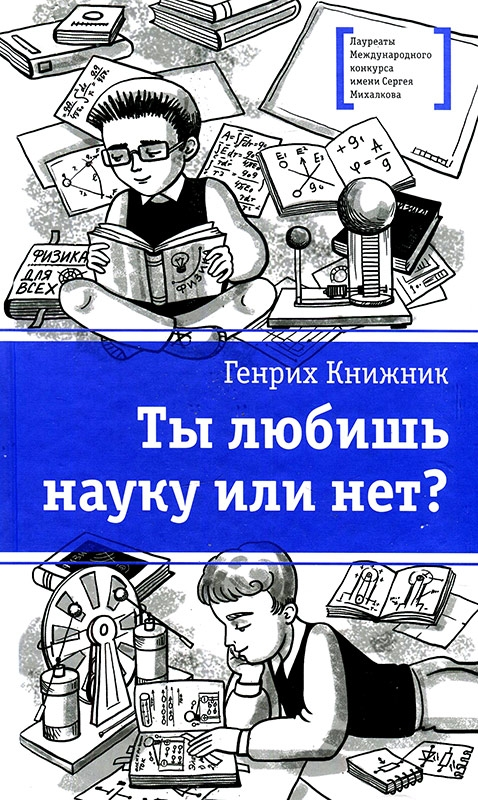 Лауреаты
Международного
конкурса
имени Сергея
Михалкова
ФИЗИКА
ДЛЯ
ВСЕХ
ФИЗИКА
Генрих Книжник
Ты любишь
науку или нет?